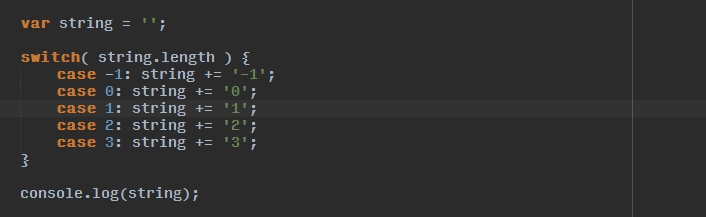 var string = '';
switch( string.length ) {
case -1: string += '-1';
case 0: string += '0';
case 1: string += '1';
case 2: string += '2';
case 3: string += '3';
}
console.log(string);